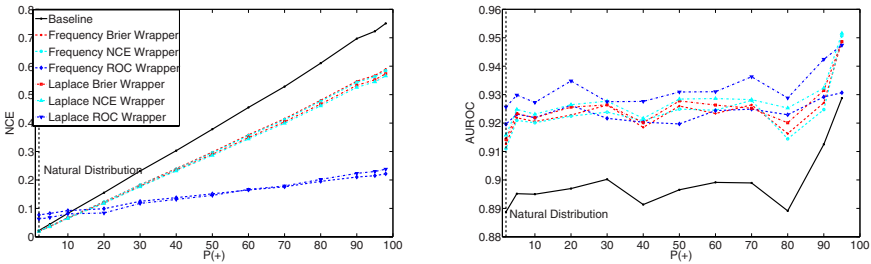 0.8
0.7
0.6
0.5
0.4
0.3
0.2
0.1
0
NCE
Baseline
Frequency Brier Wrapper
Frequency NCE Wrapper
Frequency ROC Wrapper
Laplace Brier Wrapper
Laplace NCE Wrapper
Laplace ROC Wrapper
Natural Distribution
10 20 30 40 50 60 70 80 90 100
P(+)
0.96
0.95
0.94
0.93
0.92
0.91
0.9
0.89
0.88
AUROC
Natural Distribution
10 20 30 40 50 60 70 80 90 100
P(+)